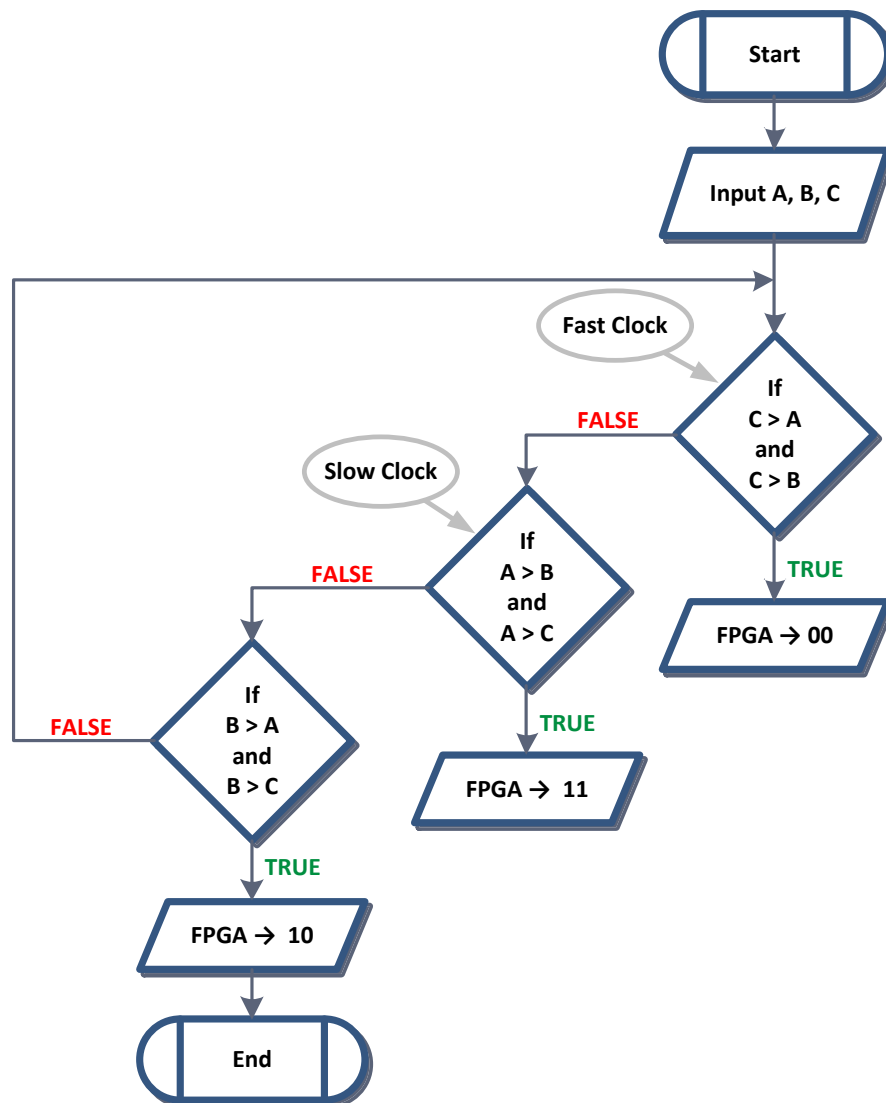 Start
Input A, B, C
Fast Clock
If
C > A
and
C > B
FALSE
TRUE
FPGA → 00
Slow Clock
If
A > B
and
A > C
FALSE
TRUE
FPGA → 11
If
B > A
and
B > C
FALSE
TRUE
FPGA → 10
End